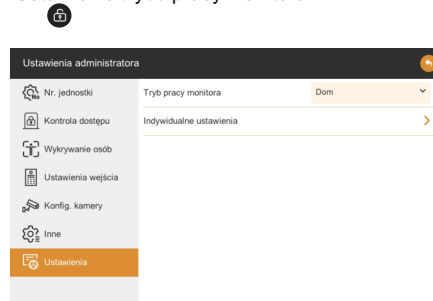 Ustawienia administratora
Nr. jednostki
Tryb pracy monitora
Dom
Kontrola dostępu
Indywidualne ustawienia
Wykrywanie osób
Ustawienia wejścia
Konfig. kamery
Inne
Ustawienia